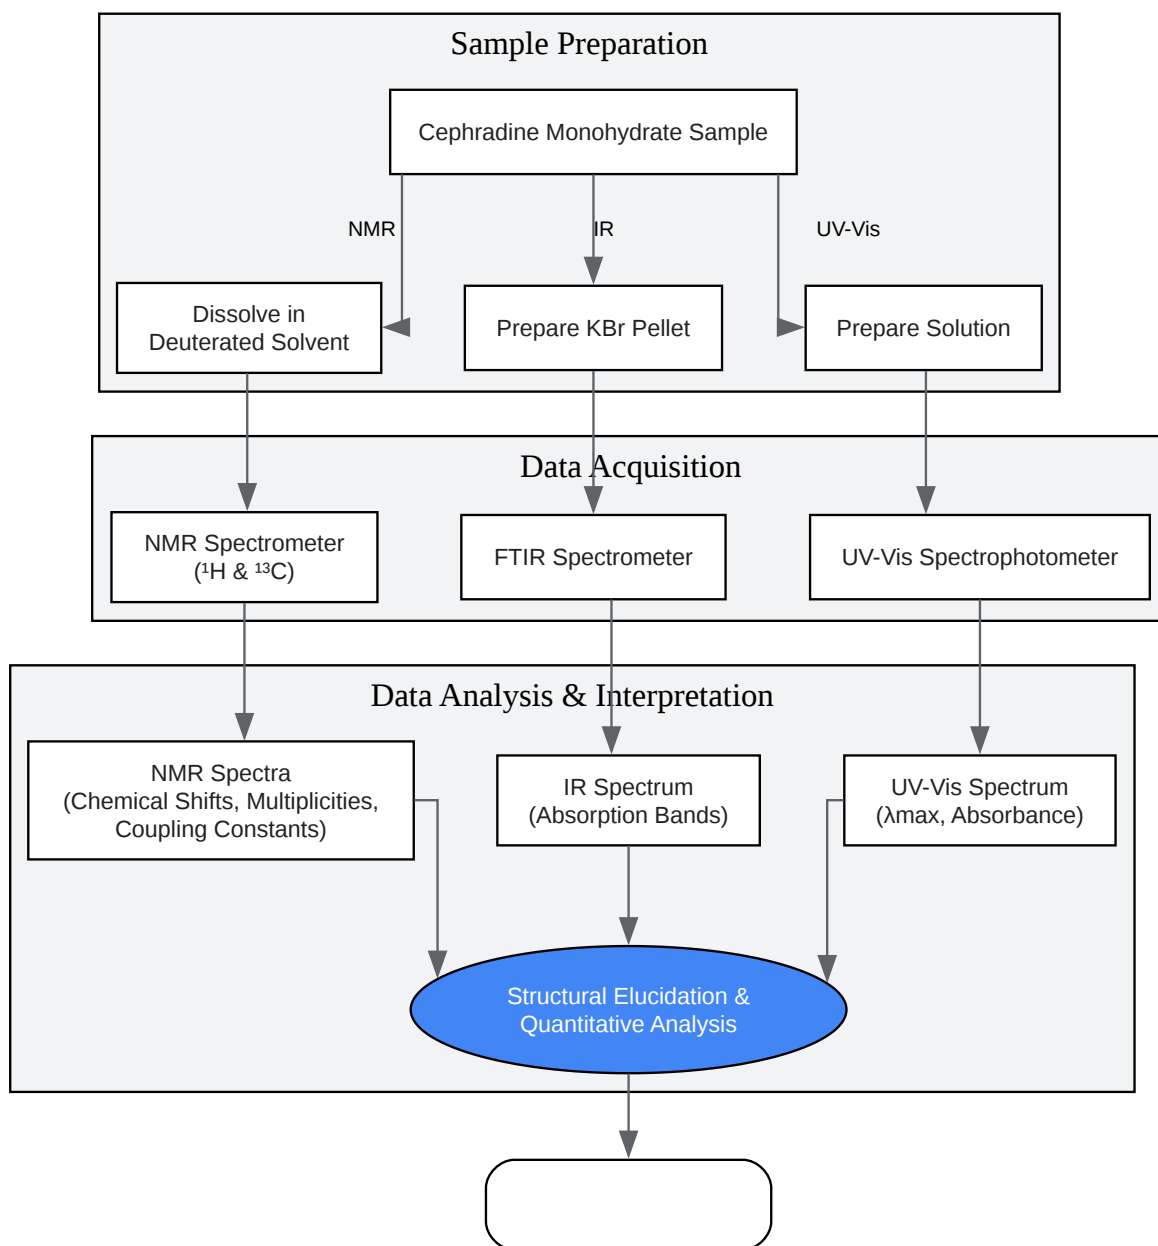 Sample Preparation
Cephradine Monohydrate Sample
NMR
IR
UV-Vis
Dissolve in
Deuterated Solvent
Prepare KBr Pellet
Prepare Solution
Data Acquisition
NMR Spectrometer
(¹H & ¹³C)
FTIR Spectrometer
UV-Vis Spectrophotometer
Data Analysis & Interpretation
NMR Spectra
(Chemical Shifts, Multiplicities,
Coupling Constants)
IR Spectrum
(Absorption Bands)
UV-Vis Spectrum
(λmax, Absorbance)
Structural Elucidation &
Quantitative Analysis